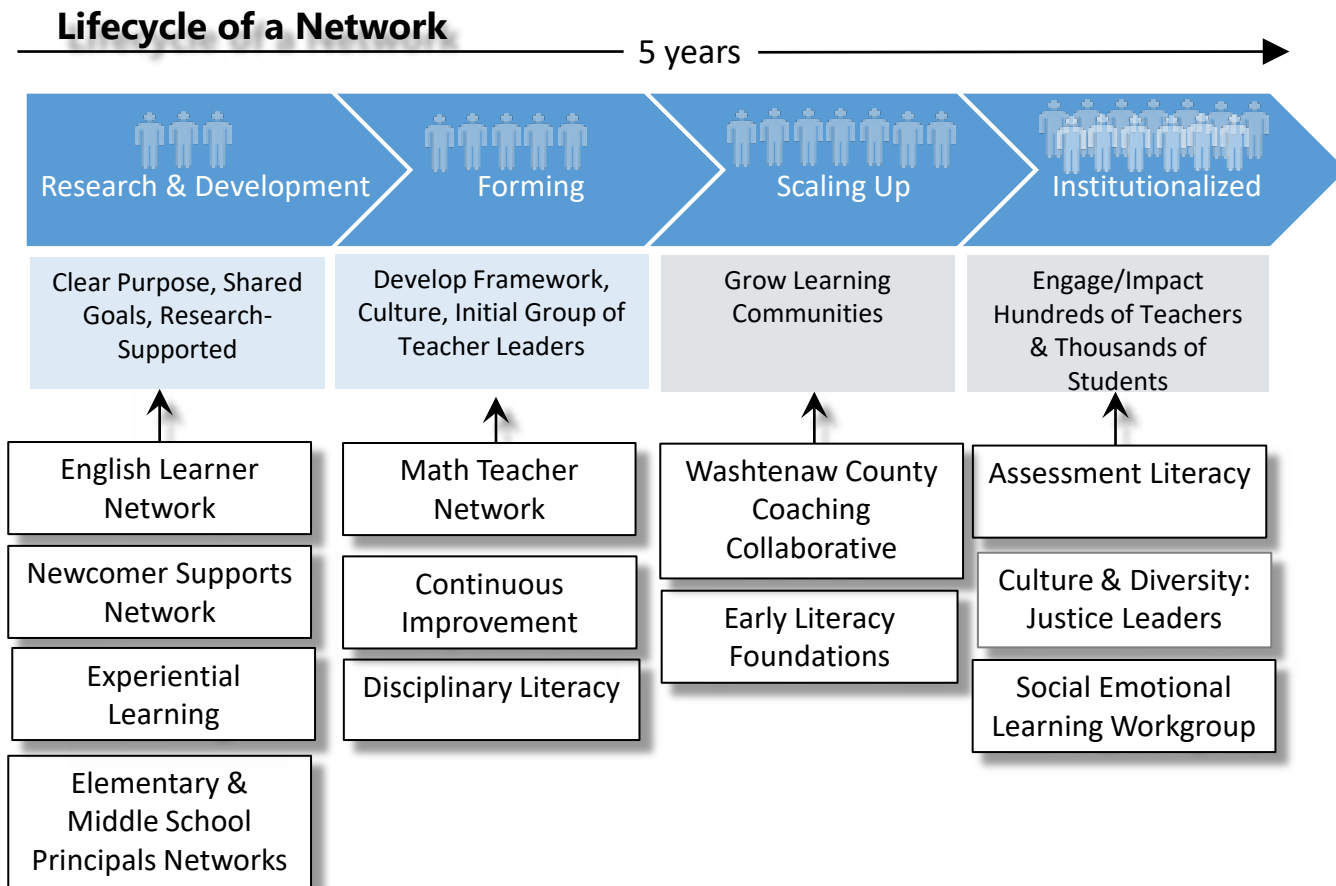 Lifecycle of a Network
5 years
Research & Development
Forming
Scaling Up
Institutionalized
Clear Purpose, Shared
Goals, Research-
Supported
Develop Framework,
Culture, Initial Group of
Teacher Leaders
Grow Learning
Communities
Engage/Impact
Hundreds of Teachers
& Thousands of
Students
English Learner
Network
Newcomer Supports
Network
Experiential
Learning
Elementary &
Middle School
Principals Networks
Math Teacher
Network
Continuous
Improvement
Disciplinary Literacy
Washtenaw County
Coaching
Collaborative
Early Literacy
Foundations
Assessment Literacy
Culture & Diversity:
Justice Leaders
Social Emotional
Learning Workgroup